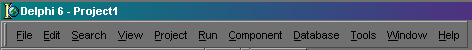 Delphi 6 - Project1
File Edit Search View Project Run Component Database Tools Window Help